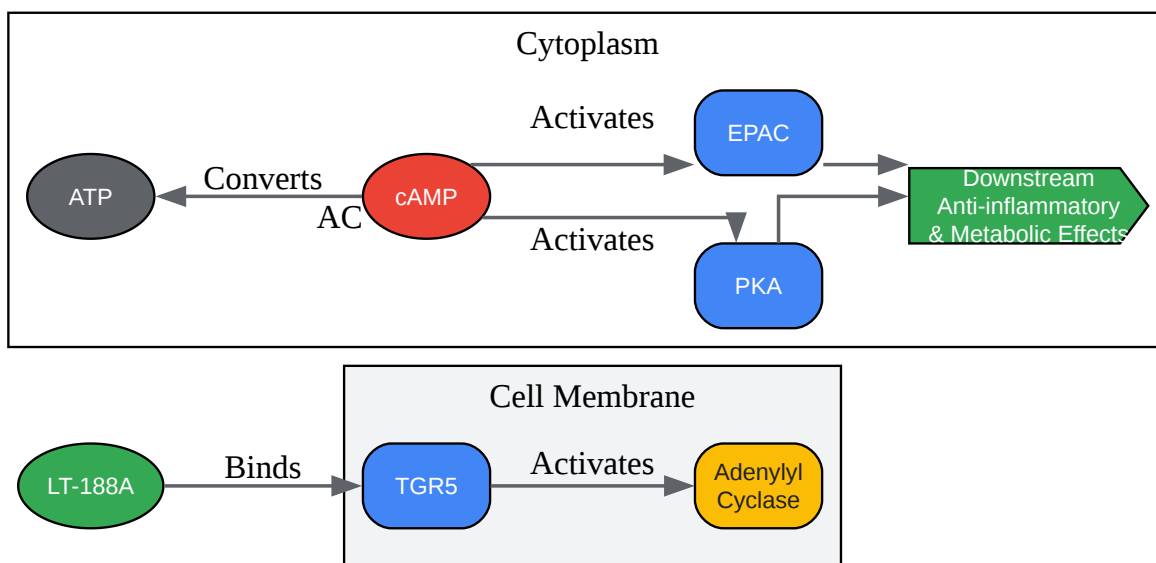 Cytoplasm
Activates
EPAC
ATP
Converts
AC
cAMP
Activates
PKA
Downstream
Anti-inflammatory
& Metabolic Effects
Cell Membrane
LT-188A
Binds
TGR5
Activates
Adenylyl
Cyclase